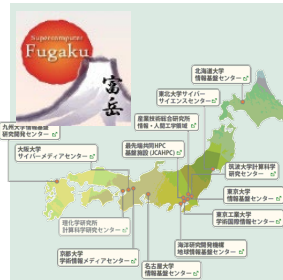 Supercomputer
Fugaku
富岳
北海道大学
情報基盤センター
東北大学サイバー
サイエンスセンター
産業技術総合研究所
情報・人間工学領域
九州大学情報基盤
研究開発センター
大阪大学
サイバーメディアセンター
最先端共同HPC
基盤施設(JCAHPC)
筑波大学計算科学
研究センター
東京大学
情報基盤センター
東京工業大学
学術国際情報センター
理化学研究所
計算科学研究センター
海洋研究開発機構
地球情報基盤センター
京都大学
学術情報メディアセンター
名古屋大学
情報基盤センター